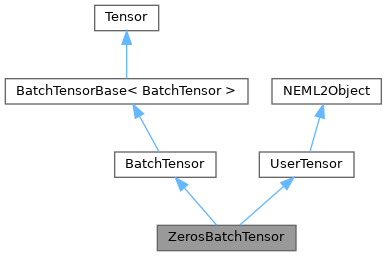 Tensor
BatchTensorBase< BatchTensor >
NEML2Object
BatchTensor
UserTensor
ZerosBatchTensor